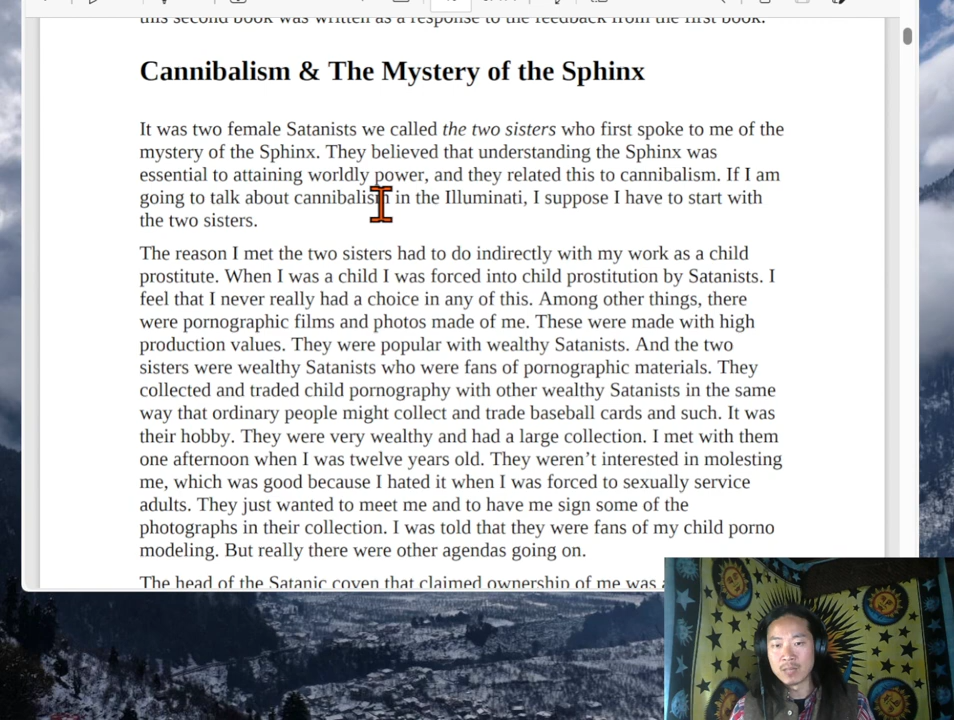 this second book was written as a response to the feedback from the first book.
Cannibalism & The Mystery of the Sphinx
It was two female Satanists we called the two sisters who first spoke to me of the
mystery of the Sphinx. They believed that understanding the Sphinx was
essential to attaining worldly power, and they related this to cannibalism. If I am
going to talk about cannibalism in the Illuminati, I suppose I have to start with
the two sisters.
The reason I met the two sisters had to do indirectly with my work as a child
prostitute. When I was a child I was forced into child prostitution by Satanists. I
feel that I never really had a choice in any of this. Among other things, there
were pornographic films and photos made of me. These were made with high
production values. They were popular with wealthy Satanists. And the two
sisters were wealthy Satanists who were fans of pornographic materials. They
collected and traded child pornography with other wealthy Satanists in the same
way that ordinary people might collect and trade baseball cards and such. It was
their hobby. They were very wealthy and had a large collection. I met with them
one afternoon when I was twelve years old. They weren’t interested in molesting
me, which was good because I hated it when I was forced to sexually service
adults. They just wanted to meet me and to have me sign some of the
photographs in their collection. I was told that they were fans of my child porno
modeling. But really there were other agendas going on.
The head of the Satanic coven that claimed ownership of me was